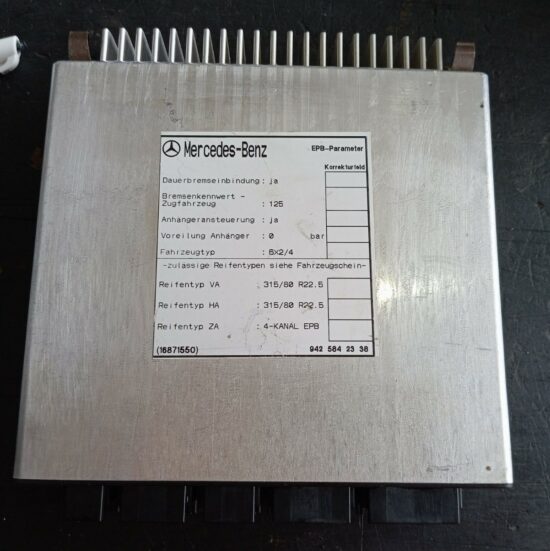 Mercedes-Benz EPB-Parameter
Korrekturfeld
Dauerbremseinbindung : ja
Bremsenkennwert -
Zugfahrzeug : 125
Anhängeransteuerung : ja
Voreilung Anhänger : 0 bar
Fahrzeugtyp : 6x2/4
-zulässige Reifentypen siehe Fahrzeugschein-
Reifentyp VA : 315/80 R22.5
Reifentyp HA : 315/80 R22.5
Reifentyp ZA : 4-KANAL EPB
(16871550) 942 584 23 38